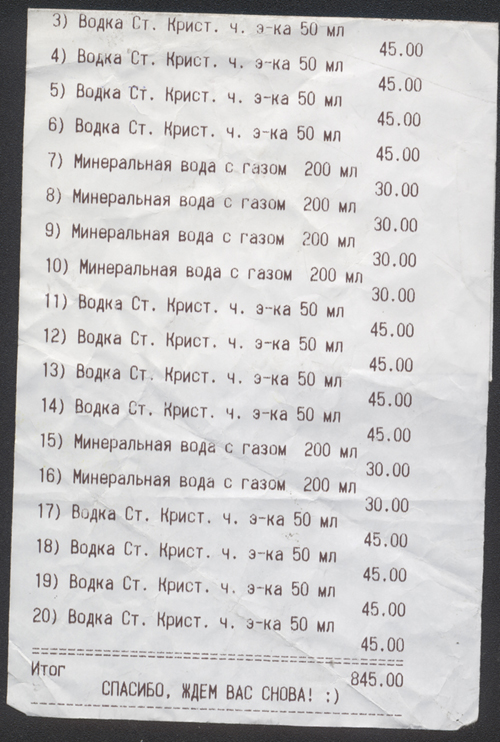 3) Водка Ст. Крист. ч. э-ка 50 мл
45.00
4) Водка Ст. Крист. ч. э-ка 50 мл
45.00
5) Водка Ст. Крист. ч. э-ка 50 мл
45.00
6) Водка Ст. Крист. ч. э-ка 50 мл
45.00
7) Минеральная вода с газом 200 мл
30.00
8) Минеральная вода с газом 200 мл
30.00
9) Минеральная вода с газом 200 мл
30.00
10) Минеральная вода с газом 200 мл
30.00
11) Водка Ст. Крист. ч. э-ка 50 мл
45.00
12) Водка Ст. Крист. ч. э-ка 50 мл
45.00
13) Водка Ст. Крист. ч. э-ка 50 мл
45.00
14) Водка Ст. Крист. ч. э-ка 50 мл
45.00
15) Минеральная вода с газом 200 мл
30.00
16) Минеральная вода с газом 200 мл
30.00
17) Водка Ст. Крист. ч. э-ка 50 мл
45.00
18) Водка Ст. Крист. ч. э-ка 50 мл
45.00
19) Водка Ст. Крист. ч. э-ка 50 мл
45.00
20) Водка Ст. Крист. ч. э-ка 50 мл
45.00
Итог 845.00
СПАСИБО, ЖДЕМ ВАС СНОВА! :)